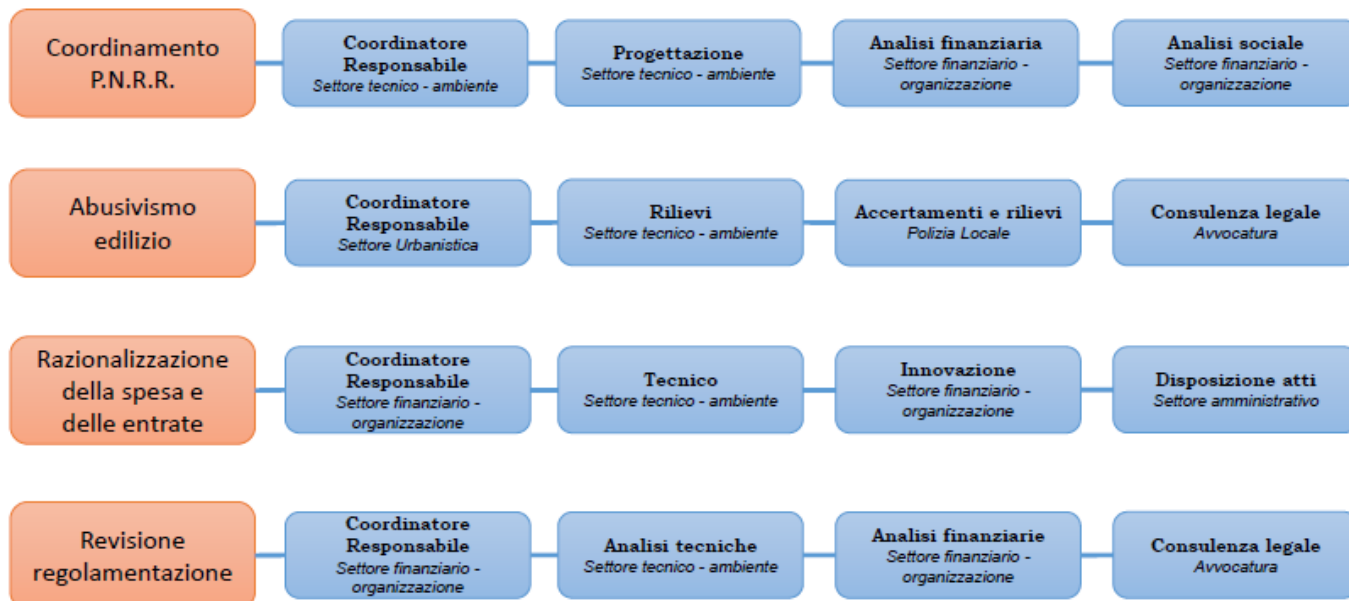 Coordinamento
P.N.R.R.
Coordinatore
Responsabile
Settore tecnico - ambiente
Progettazione
Settore tecnico - ambiente
Analisi finanziaria
Settore finanziario -
organizzazione
Analisi sociale
Settore finanziario -
organizzazione
Abusivismo
edilizio
Coordinatore
Responsabile
Settore Urbanistica
Rilievi
Settore tecnico - ambiente
Accertamenti e rilievi
Polizia Locale
Consulenza legale
Avvocatura
Razionalizzazione
della spesa e
delle entrate
Coordinatore
Responsabile
Settore finanziario -
organizzazione
Tecnico
Settore tecnico - ambiente
Innovazione
Settore finanziario -
organizzazione
Disposizione atti
Settore amministrativo
Revisione
regolamentazione
Coordinatore
Responsabile
Settore finanziario -
organizzazione
Analisi tecniche
Settore tecnico - ambiente
Analisi finanziarie
Settore finanziario -
organizzazione
Consulenza legale
Avvocatura